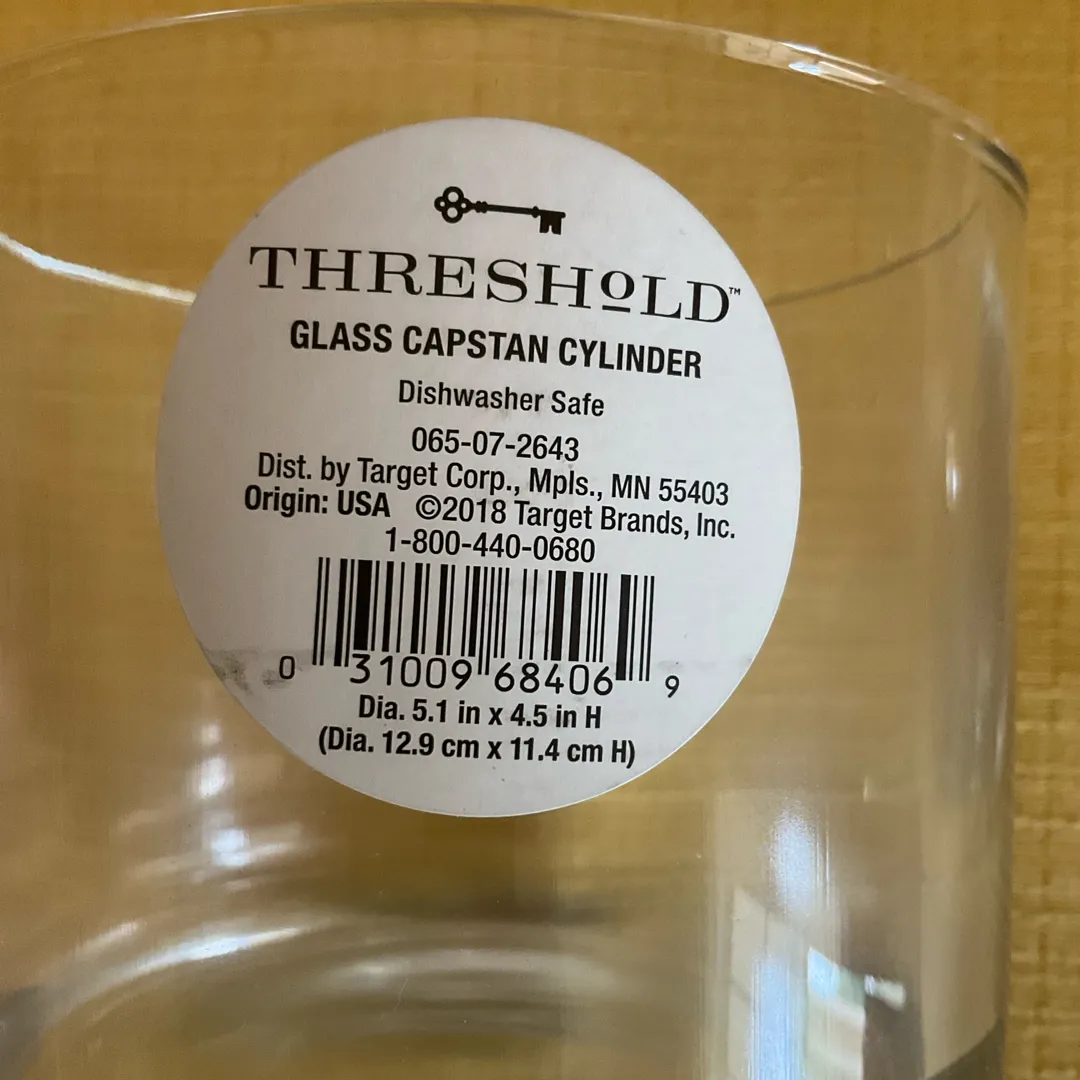 THRESHOLD™
GLASS CAPSTAN CYLINDER
Dishwasher Safe
065-07-2643
Dist. by Target Corp., Mpls., MN 55403
Origin: USA ©2018 Target Brands, Inc.
1-800-440-0680
0 31009 68406 9
Dia. 5.1 in x 4.5 in H
(Dia. 12.9 cm x 11.4 cm H)